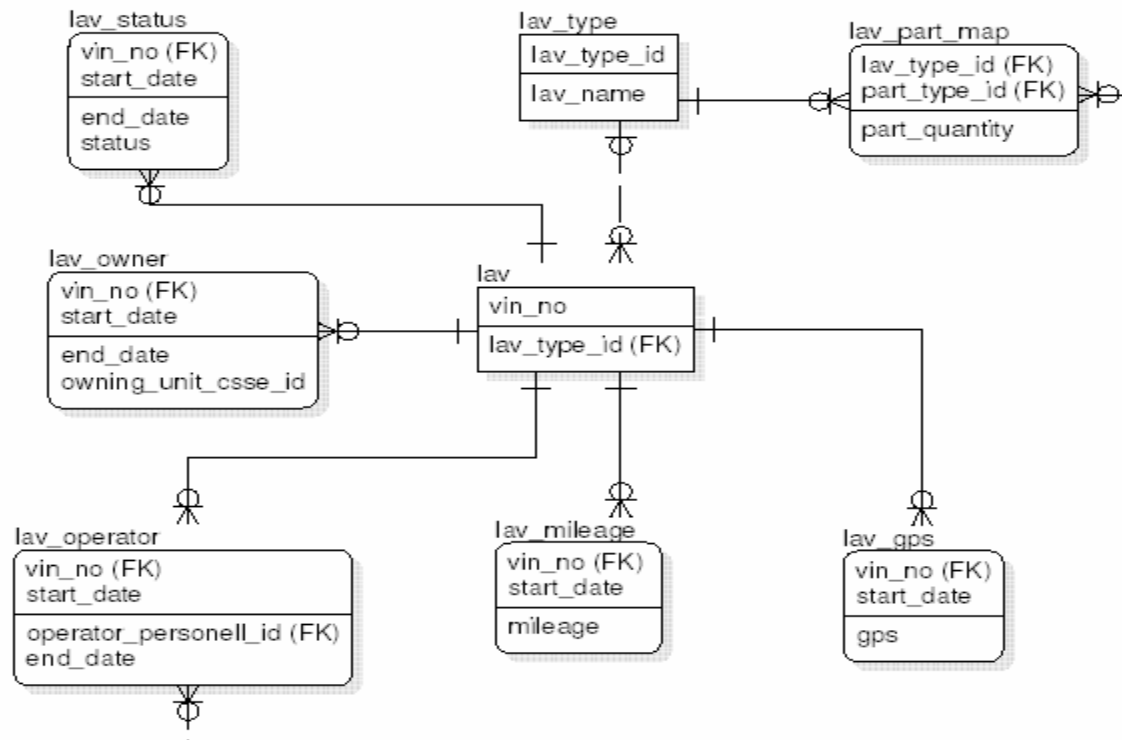 lav_status
vin_no (FK)
start_date
end_date
status
lav_type
lav_type_id
lav_name
lav_part_map
lav_type_id (FK)
part_type_id (FK)
part_quantity
lav_owner
vin_no (FK)
start_date
end_date
owning_unit_csse_id
lav
vin_no
lav_type_id (FK)
lav_operator
vin_no (FK)
start_date
operator_personell_id (FK)
end_date
lav_mileage
vin_no (FK)
start_date
mileage
lav_gps
vin_no (FK)
start_date
gps